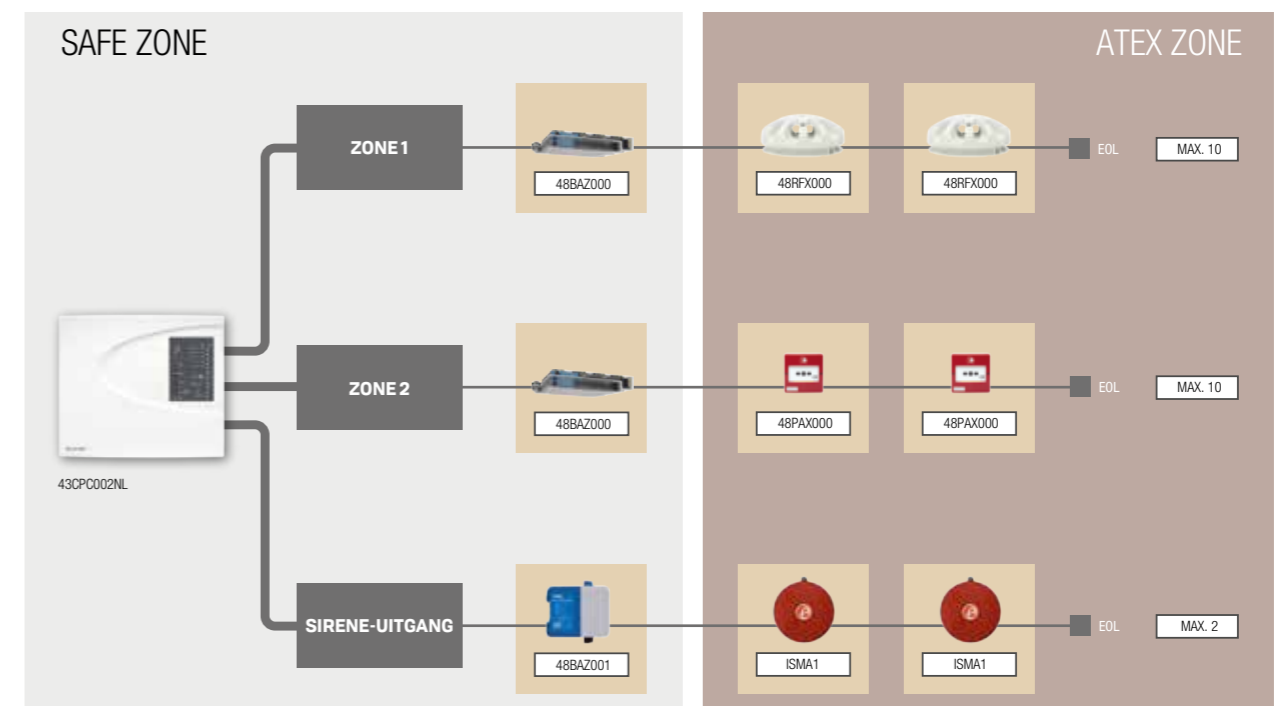 SAFE ZONE
ATEX ZONE
ZONE 1
48BAZ000
48RFX000
48RFX000
EOL
MAX. 10
ZONE 2
48BAZ000
48PAX000
48PAX000
EOL
MAX. 10
43CPC002NL
SIRENE-UITGANG
48BAZ001
ISMA1
ISMA1
EOL
MAX. 2